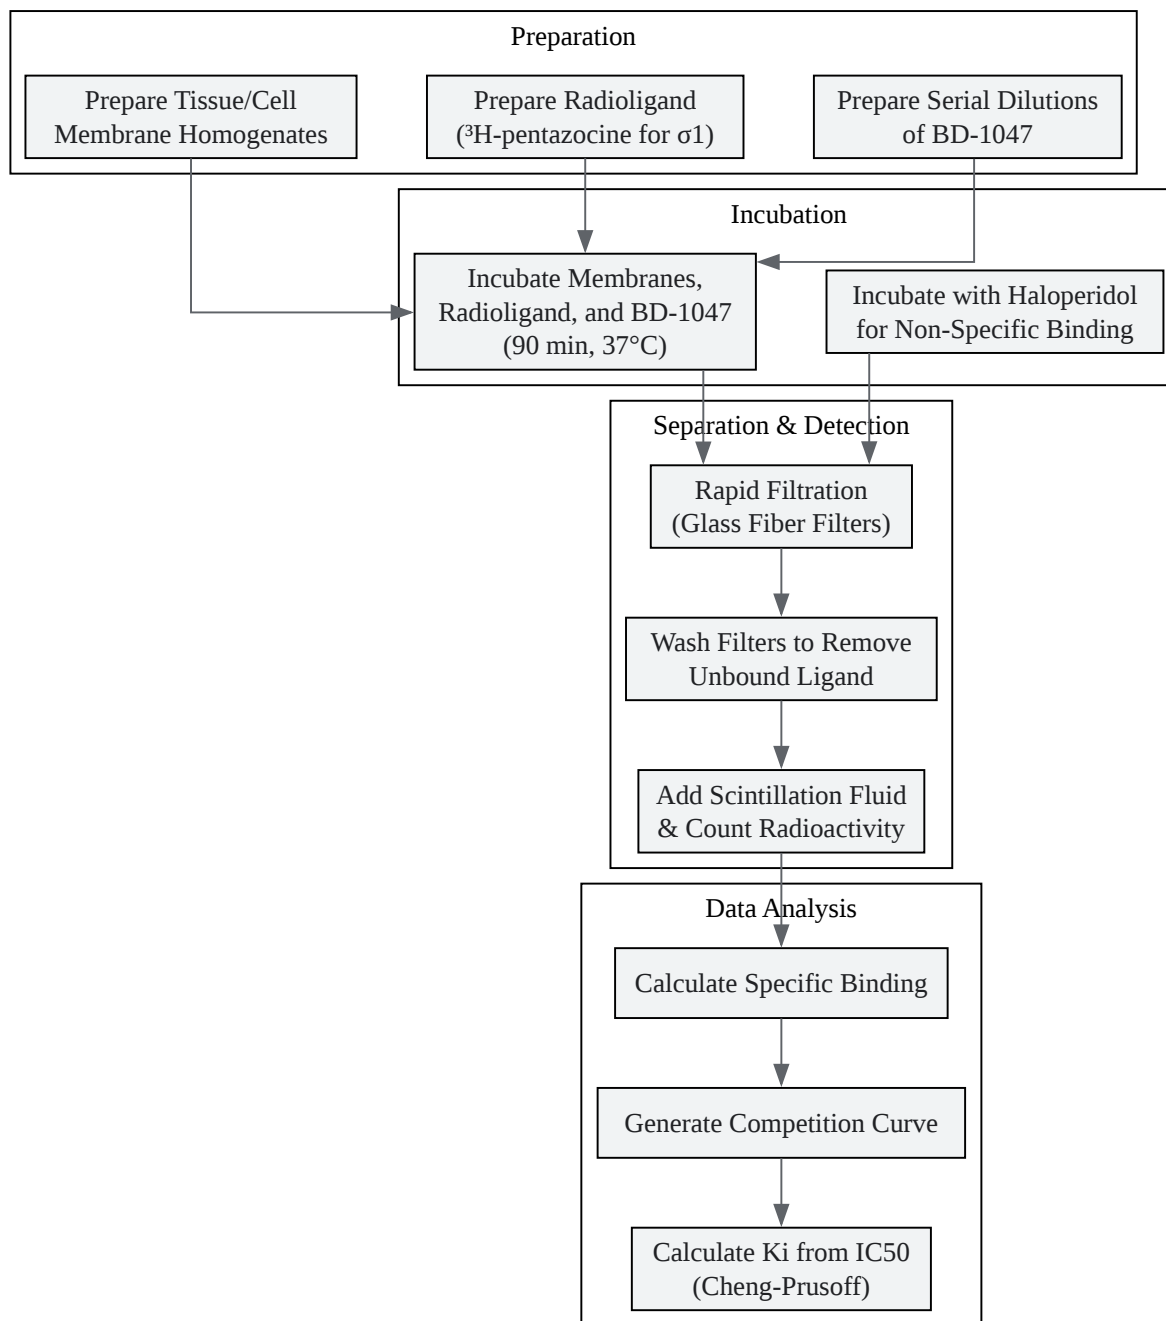 Preparation
Prepare Tissue/Cell
Membrane Homogenates
Prepare Radioligand
(³H-pentazocine for σ1)
Prepare Serial Dilutions
of BD-1047
Incubation
Incubate Membranes,
Radioligand, and BD-1047
(90 min, 37°C)
Incubate with Haloperidol
for Non-Specific Binding
Separation & Detection
Rapid Filtration
(Glass Fiber Filters)
Wash Filters to Remove
Unbound Ligand
Add Scintillation Fluid
& Count Radioactivity
Data Analysis
Calculate Specific Binding
Generate Competition Curve
Calculate Ki from IC50
(Cheng-Prusoff)